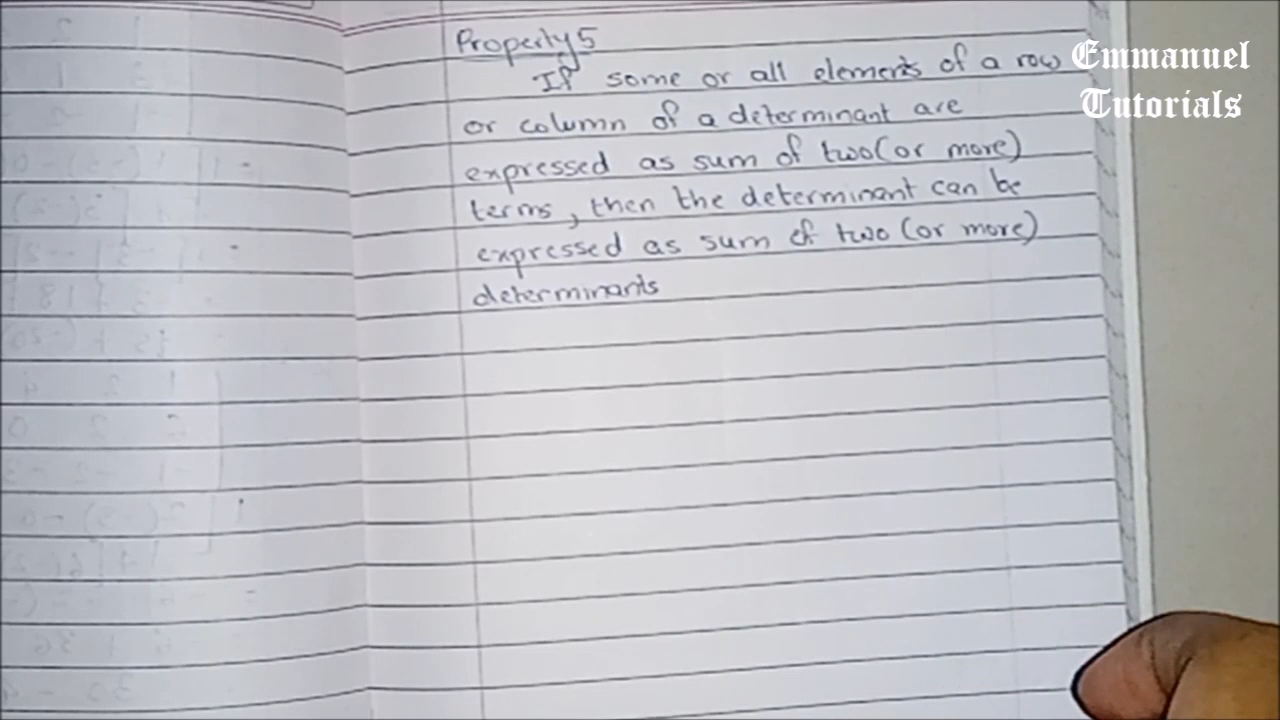 Property 5
If some or all elements of a row
or column of a determinant are
expressed as sum of two (or more)
terms, then the determinant can be
expressed as sum of two (or more)
determinants
Emmanuel
Tutorials